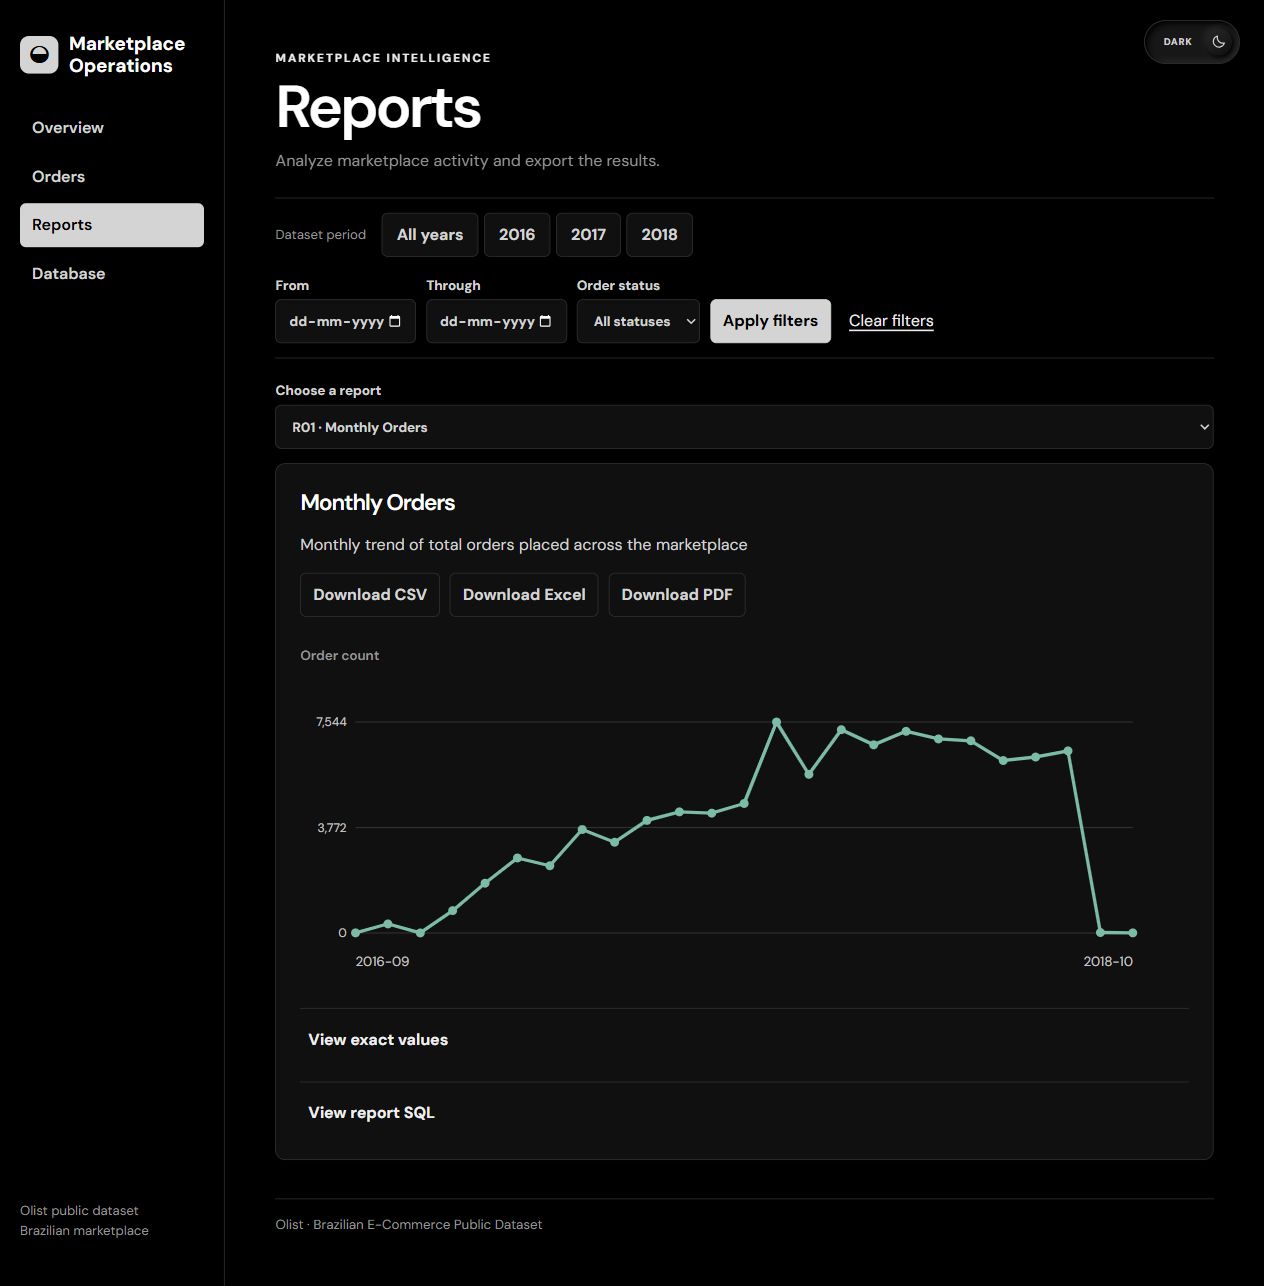 Marketplace
Operations
Overview
Orders
Reports
Database
Olist public dataset
Brazilian marketplace
DARK
MARKETPLACE INTELLIGENCE
Reports
Analyze marketplace activity and export the results.
Dataset period All years 2016 2017 2018
From Through Order status
dd-mm-yyyy dd-mm-yyyy All statuses Apply filters Clear filters
Choose a report
R01 · Monthly Orders
Monthly Orders
Monthly trend of total orders placed across the marketplace
Download CSV Download Excel Download PDF
Order count
7,544
3,772
0
2016-09 2018-10
View exact values
View report SQL
Olist · Brazilian E-Commerce Public Dataset